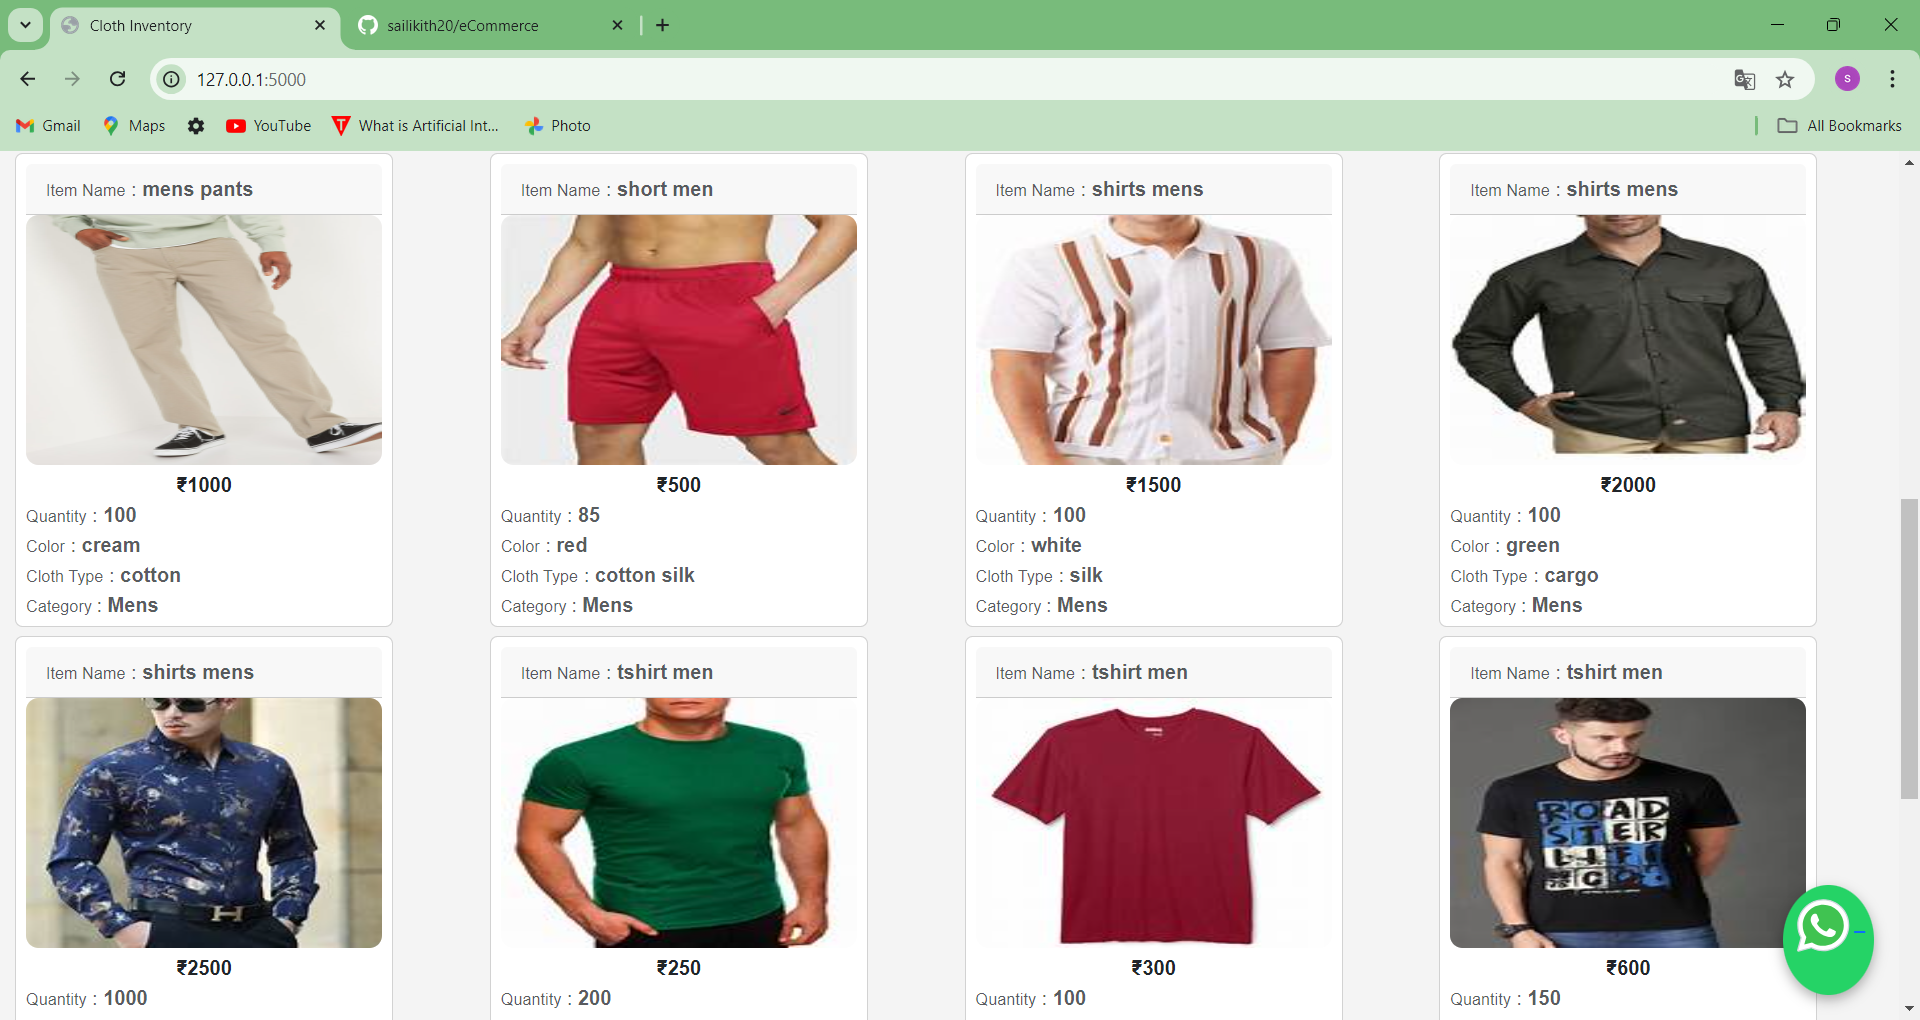 Cloth Inventory
sailikith20/eCommerce
127.0.0.1:5000
S
Gmail
Maps
YouTube
What is Artificial Int...
Photo
All Bookmarks
Item Name : mens pants
Item Name : short men
Item Name : shirts mens
Item Name : shirts mens
₹1000
₹500
₹1500
₹2000
Quantity : 100
Quantity : 85
Quantity : 100
Quantity : 100
Color : cream
Color : red
Color : white
Color : green
Cloth Type : cotton
Cloth Type : cotton silk
Cloth Type : silk
Cloth Type : cargo
Category : Mens
Category : Mens
Category : Mens
Category : Mens
Item Name : shirts mens
Item Name : tshirt men
Item Name : tshirt men
Item Name : tshirt men
ROAD
STER
LIFE
CO
₹2500
₹250
₹300
₹600
Quantity : 1000
Quantity : 200
Quantity : 100
Quantity : 150